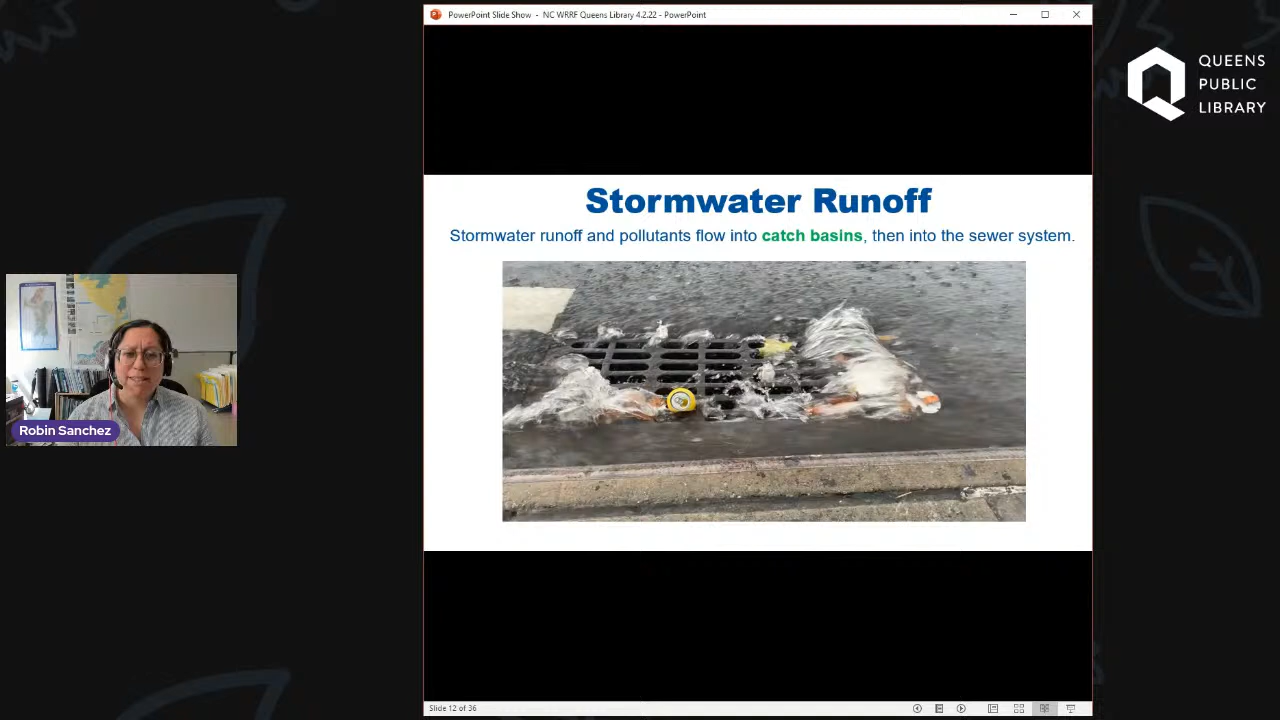 PowerPoint Slide Show - NC WRRF Queens Library 4.2.22 - PowerPoint
QUEENS
PUBLIC
LIBRARY
Stormwater Runoff
Stormwater runoff and pollutants flow into catch basins, then into the sewer system.
Robin Sanchez
Slide 12 of 36